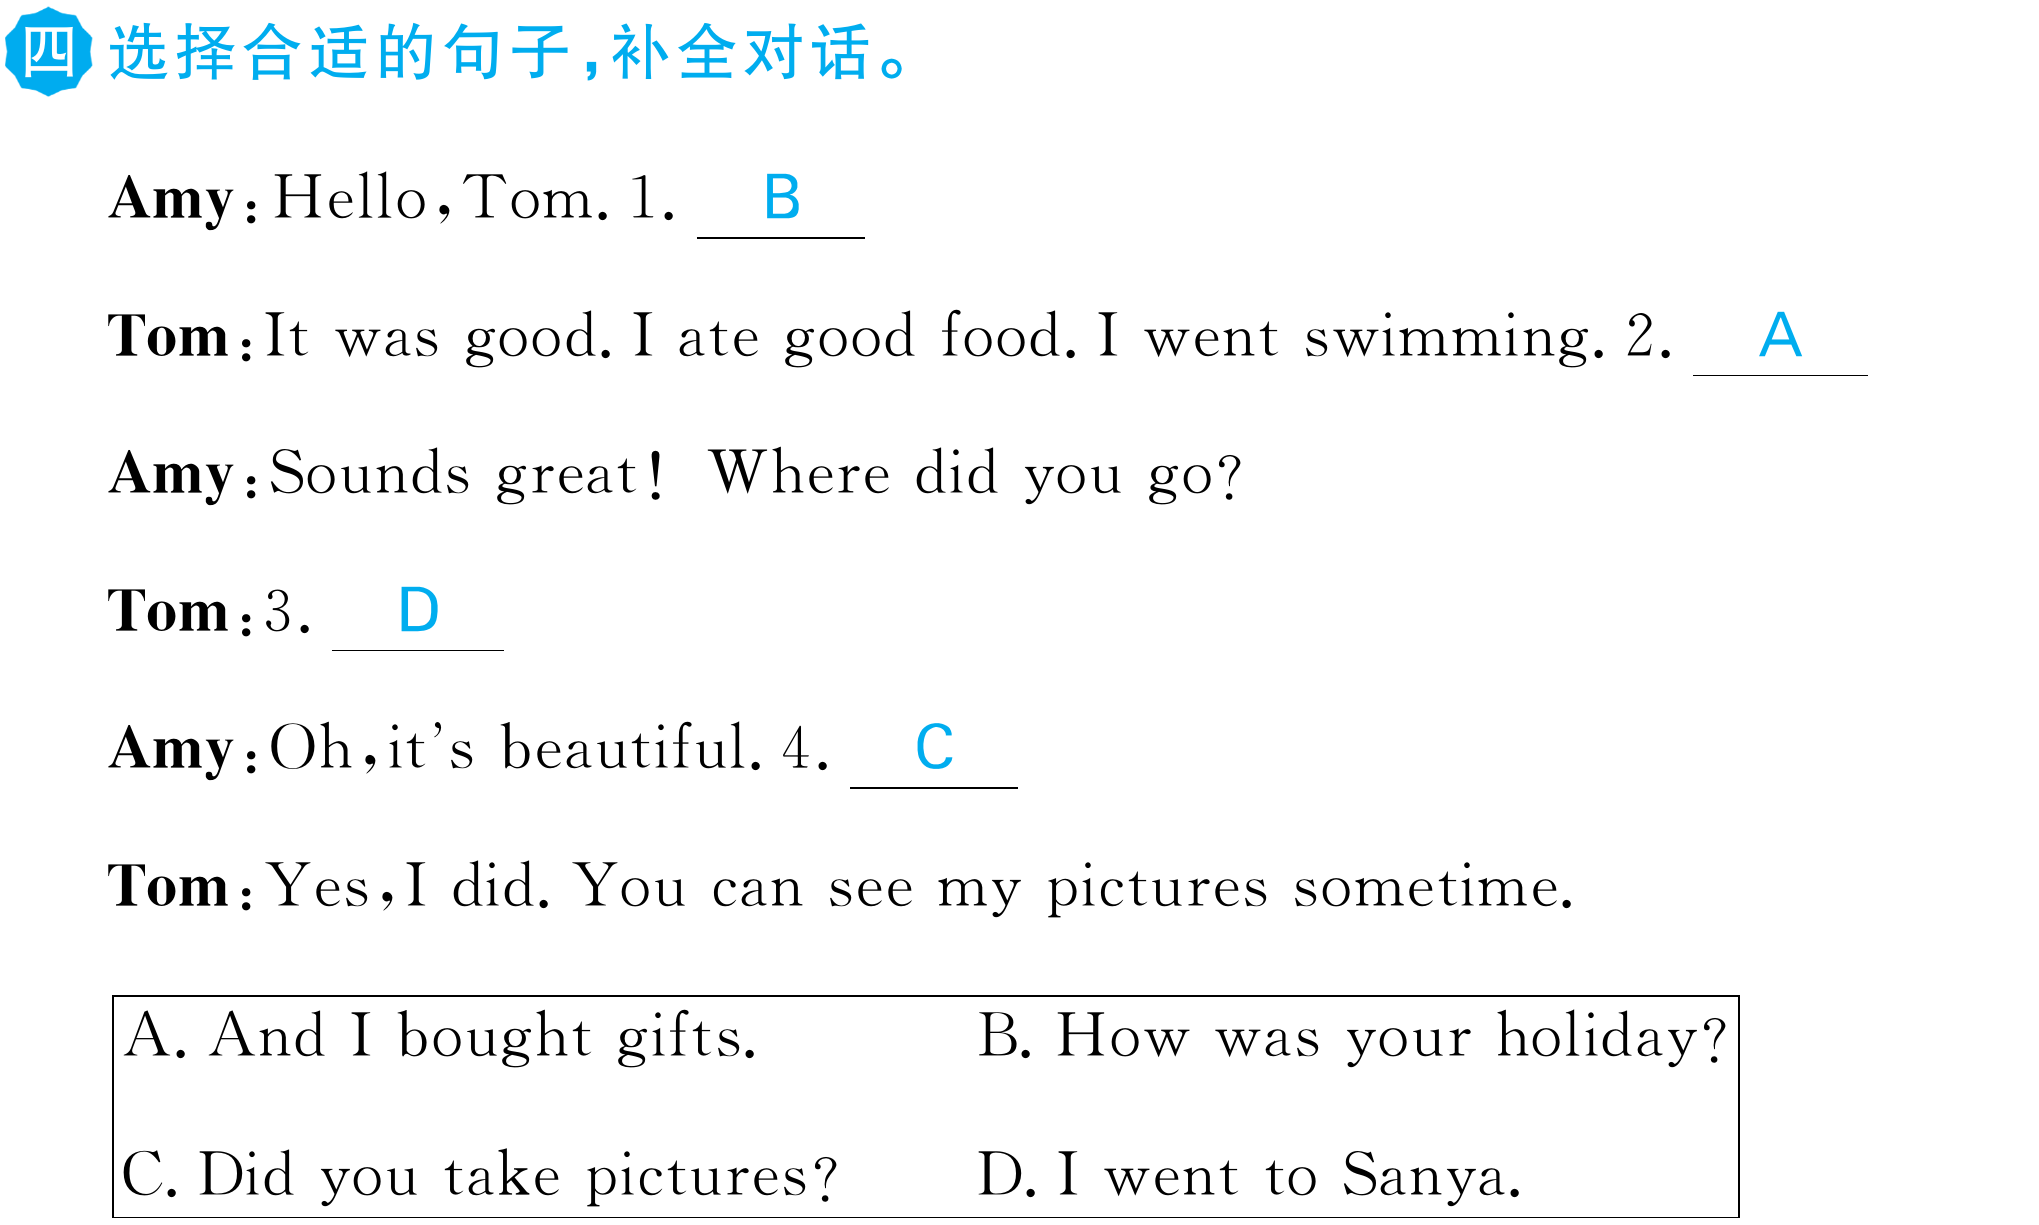 四 选择合适的句子,补全对话。
Amy:Hello,Tom. 1. B
Tom:It was good. I ate good food. I went swimming. 2. A
Amy:Sounds great! Where did you go?
Tom:3. D
Amy:Oh,it's beautiful. 4. C
Tom:Yes,I did. You can see my pictures sometime.
A. And I bought gifts. B. How was your holiday?
C. Did you take pictures? D. I went to Sanya.